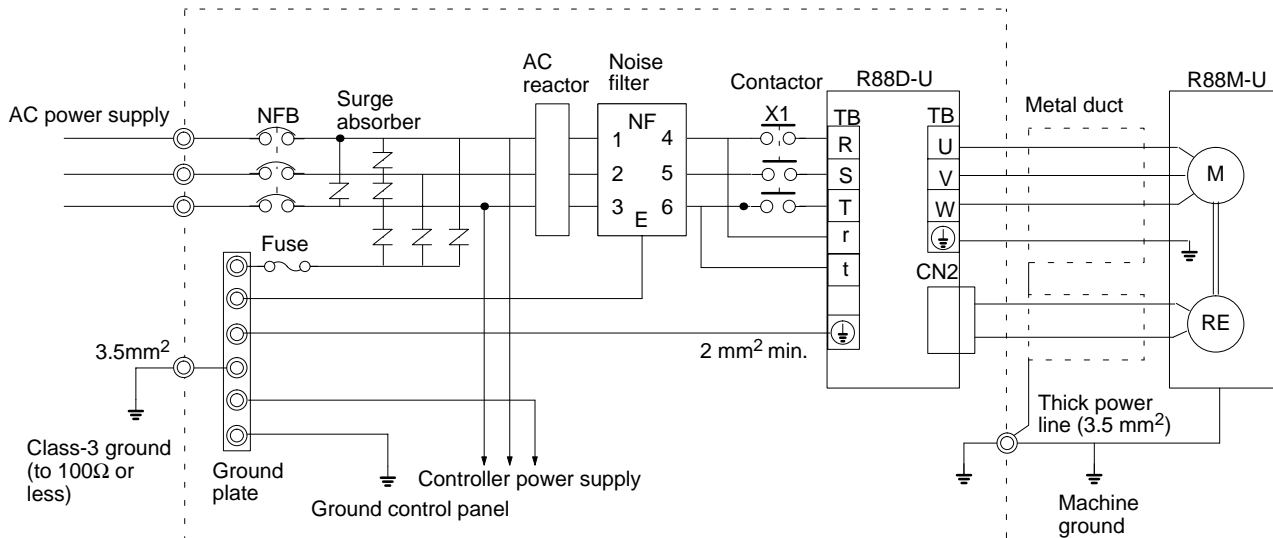 AC power supply
NFB
Surge
absorber
AC
reactor
Noise
filter
Contactor
X1
R88D-U
Metal duct
R88M-U
NF
1
2
3
4
5
6
E
TB
R
S
T
r
t
TB
U
V
W
CN2
M
RE
Fuse
3.5mm²
2 mm² min.
Class-3 ground
(to 100Ω or
less)
Ground
plate
Controller power supply
Ground control panel
Thick power
line (3.5 mm²)
Machine
ground